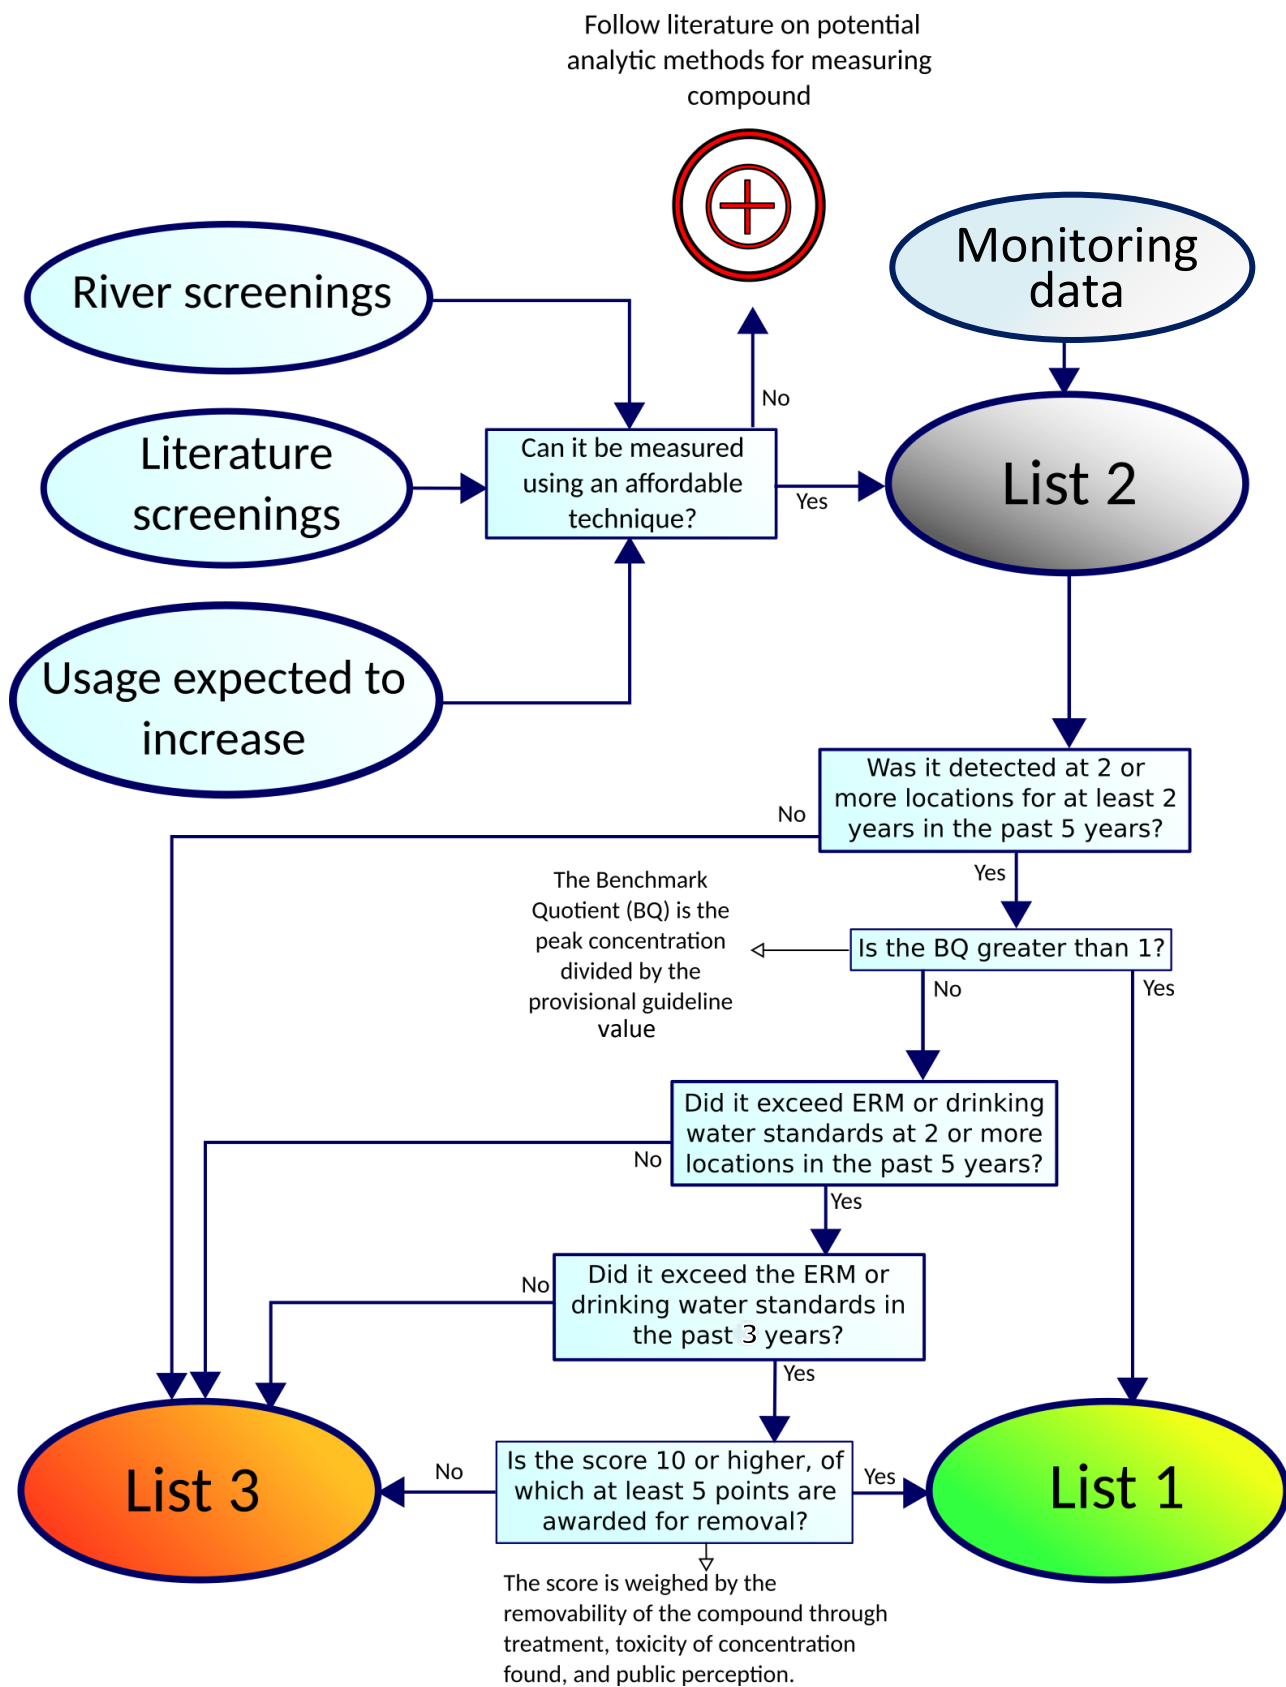 Follow literature on potential
analytic methods for measuring
compound
River screenings
Monitoring
data
No
Literature
screenings
Can it be measured
using an affordable
technique?
Yes
List 2
Usage expected to
increase
Was it detected at 2 or
more locations for at least 2
years in the past 5 years?
No
Yes
The Benchmark
Quotient (BQ) is the
peak concentration
divided by the
provisional guideline
value
Is the BQ greater than 1?
No
Yes
Did it exceed ERM or drinking
water standards at 2 or more
locations in the past 5 years?
No
Yes
Did it exceed the ERM or
drinking water standards in
the past 3 years?
No
Yes
List 3
No
Is the score 10 or higher, of
which at least 5 points are
awarded for removal?
Yes
List 1
The score is weighed by the
removability of the compound through
treatment, toxicity of concentration
found, and public perception.